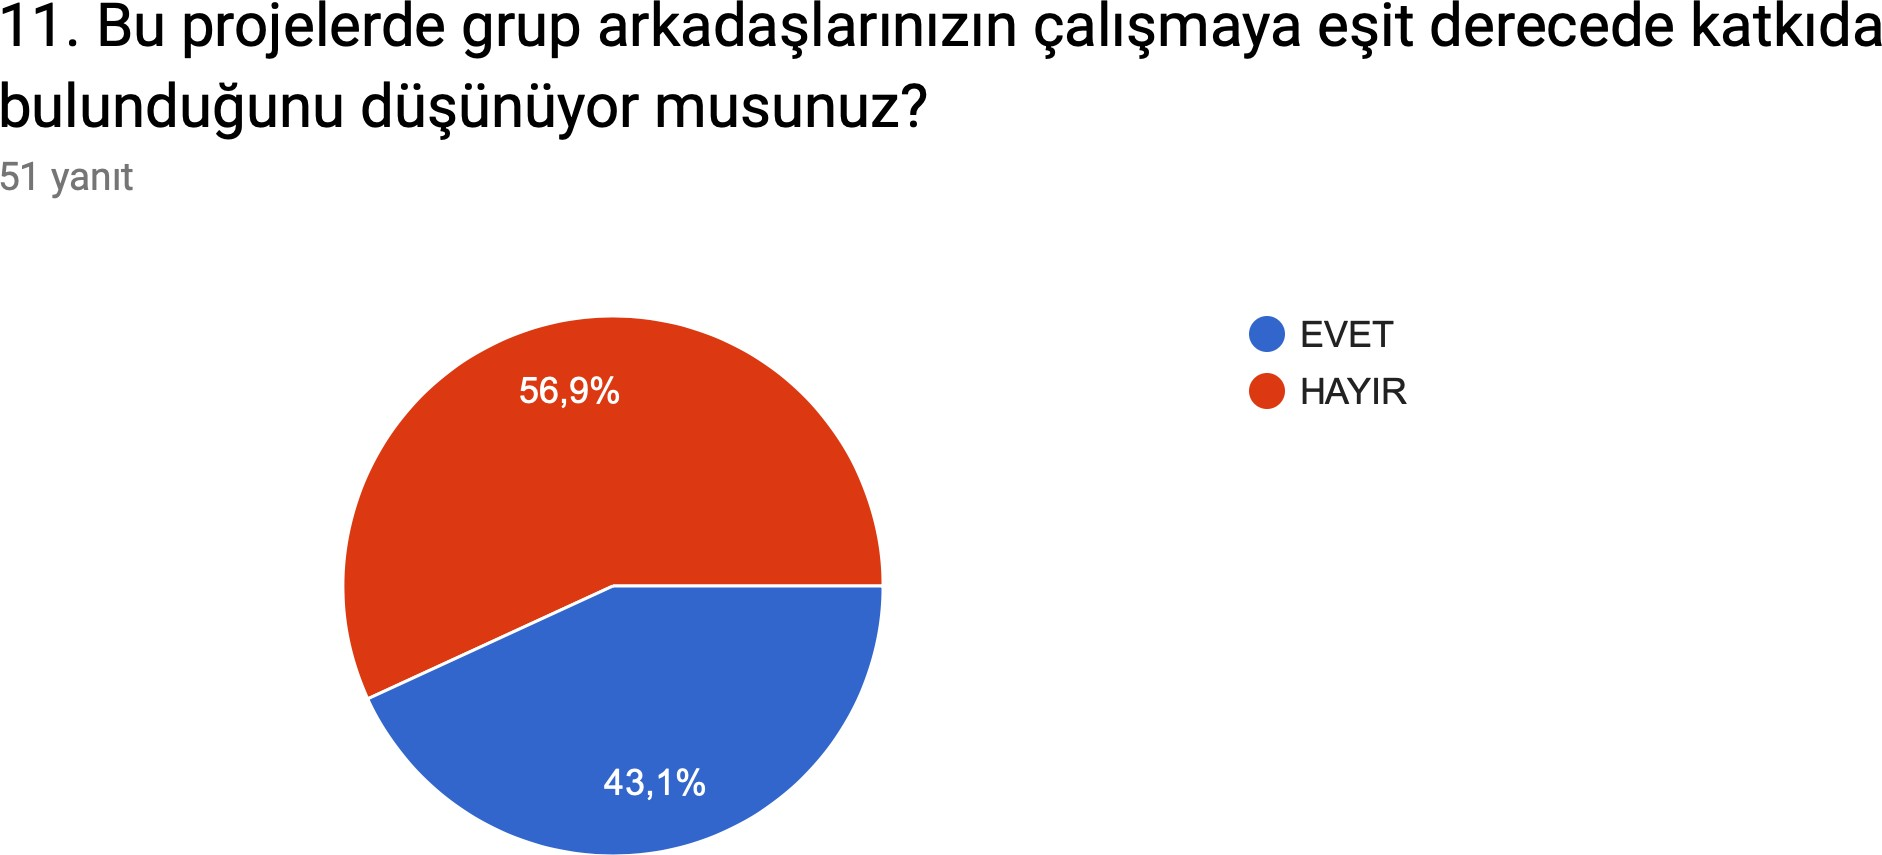 11. Bu projelerde grup arkadaşlarınızın çalışmaya eşit derecede katkıda
bulunduğunu düşünüyor musunuz?
51 yanıt
EVET
HAYIR
56,9%
43,1%